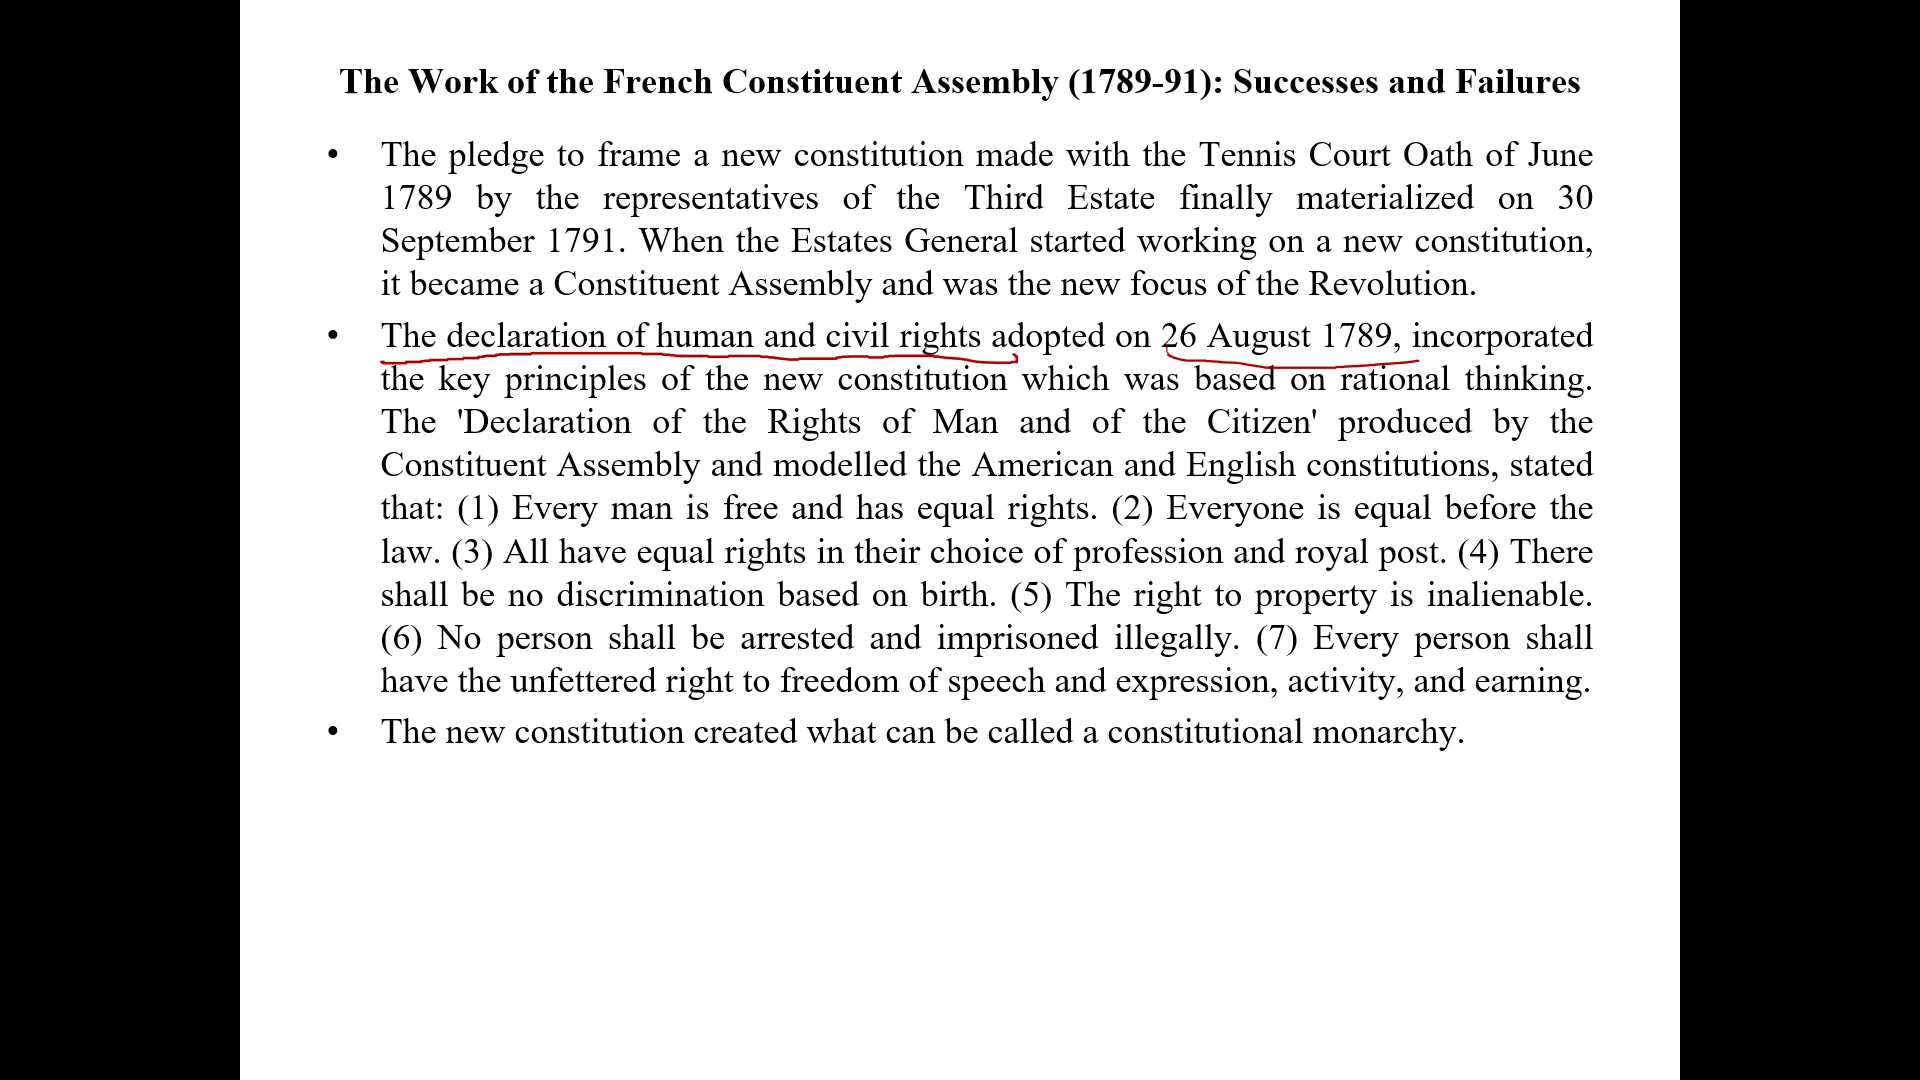 The Work of the French Constituent Assembly (1789-91): Successes and Failures
• The pledge to frame a new constitution made with the Tennis Court Oath of June
1789 by the representatives of the Third Estate finally materialized on 30
September 1791. When the Estates General started working on a new constitution,
it became a Constituent Assembly and was the new focus of the Revolution.
• The declaration of human and civil rights adopted on 26 August 1789, incorporated
the key principles of the new constitution which was based on rational thinking.
The 'Declaration of the Rights of Man and of the Citizen' produced by the
Constituent Assembly and modelled the American and English constitutions, stated
that: (1) Every man is free and has equal rights. (2) Everyone is equal before the
law. (3) All have equal rights in their choice of profession and royal post. (4) There
shall be no discrimination based on birth. (5) The right to property is inalienable.
(6) No person shall be arrested and imprisoned illegally. (7) Every person shall
have the unfettered right to freedom of speech and expression, activity, and earning.
• The new constitution created what can be called a constitutional monarchy.